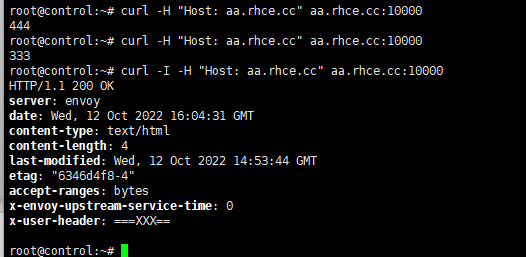 root@control:~# curl -H "Host: aa.rhce.cc" aa.rhce.cc:10000
444
root@control:~# curl -H "Host: aa.rhce.cc" aa.rhce.cc:10000
333
root@control:~# curl -I -H "Host: aa.rhce.cc" aa.rhce.cc:10000
HTTP/1.1 200 OK
server: envoy
date: Wed, 12 Oct 2022 16:04:31 GMT
content-type: text/html
content-length: 4
last-modified: Wed, 12 Oct 2022 14:53:44 GMT
etag: "6346d4f8-4"
accept-ranges: bytes
x-envoy-upstream-service-time: 0
x-user-header: ===XXX==
root@control:~#